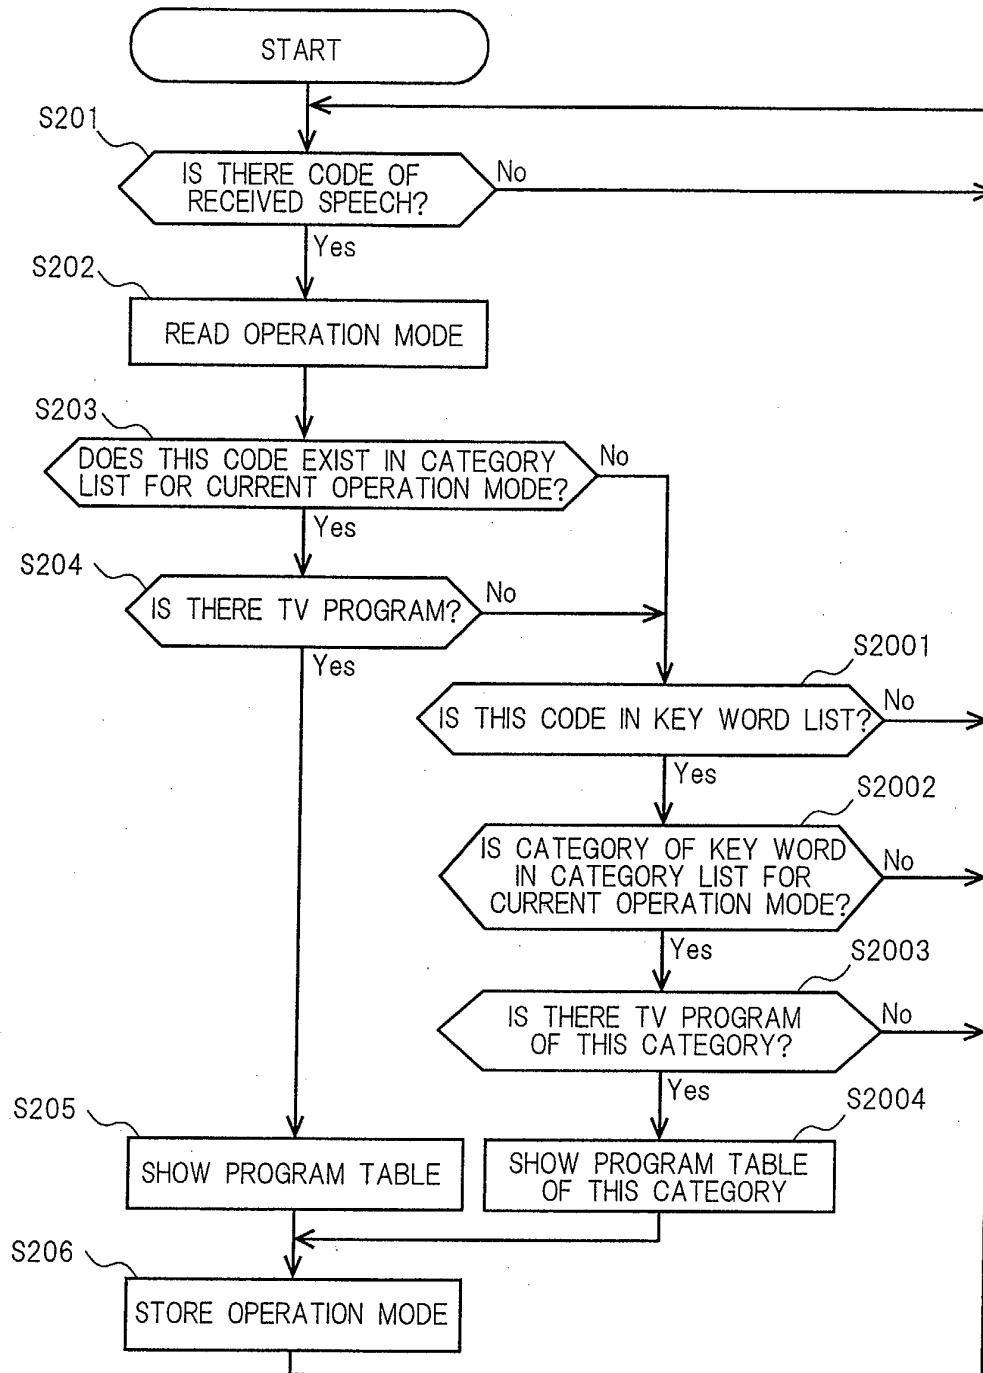 START
S201
IS THERE CODE OF
RECEIVED SPEECH?
No
Yes
S202
READ OPERATION MODE
S203
DOES THIS CODE EXIST IN CATEGORY
LIST FOR CURRENT OPERATION MODE?
No
Yes
S204
IS THERE TV PROGRAM?
No
Yes
S2001
IS THIS CODE IN KEY WORD LIST?
No
Yes
S2002
IS CATEGORY OF KEY WORD
IN CATEGORY LIST FOR
CURRENT OPERATION MODE?
No
Yes
S2003
IS THERE TV PROGRAM
OF THIS CATEGORY?
No
Yes
S205
SHOW PROGRAM TABLE
S2004
SHOW PROGRAM TABLE
OF THIS CATEGORY
S206
STORE OPERATION MODE